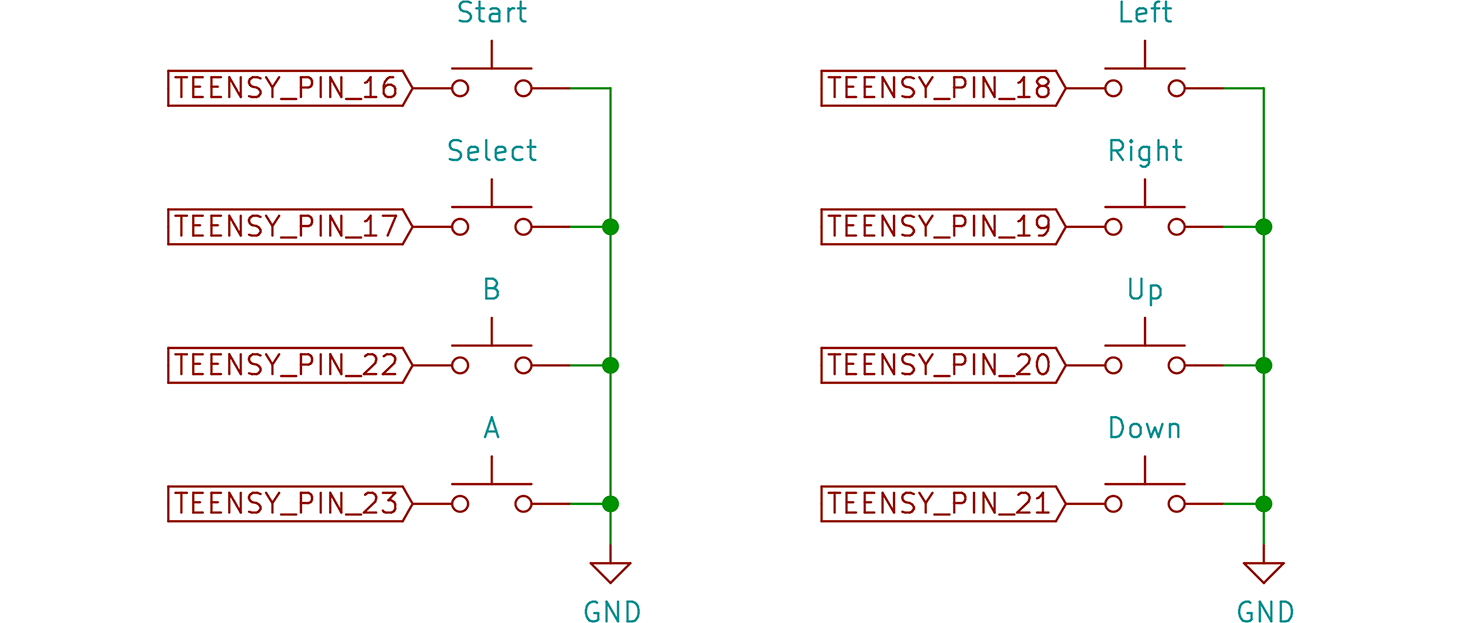 Start
TEENSY_PIN_16
Select
TEENSY_PIN_17
B
TEENSY_PIN_22
A
TEENSY_PIN_23
GND
Left
TEENSY_PIN_18
Right
TEENSY_PIN_19
Up
TEENSY_PIN_20
Down
TEENSY_PIN_21
GND